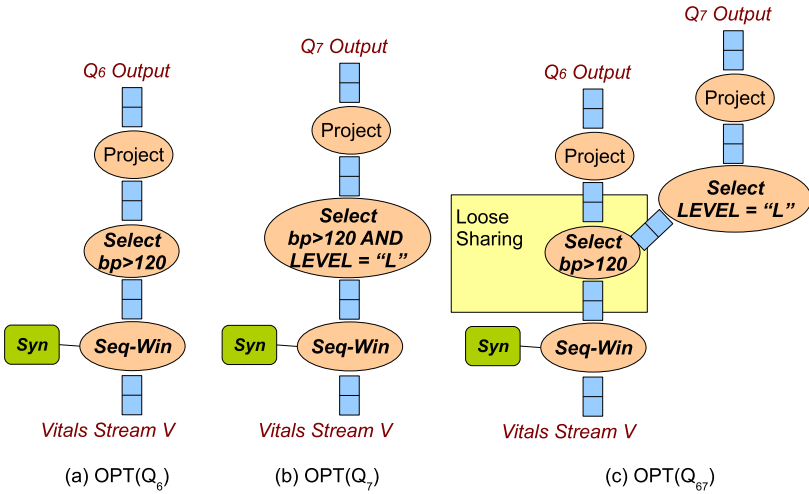 Q6 Output
Project
Select
bp>120
Syn
Seq-Win
Vitals Stream V
(a) OPT(Q6)
Q7 Output
Project
Select
bp>120 AND
LEVEL = “L”
Syn
Seq-Win
Vitals Stream V
(b) OPT(Q7)
Q6 Output
Project
Loose
Sharing
Select
bp>120
Syn
Seq-Win
Vitals Stream V
Q7 Output
Project
Select
LEVEL = “L”
(c) OPT(Q67)